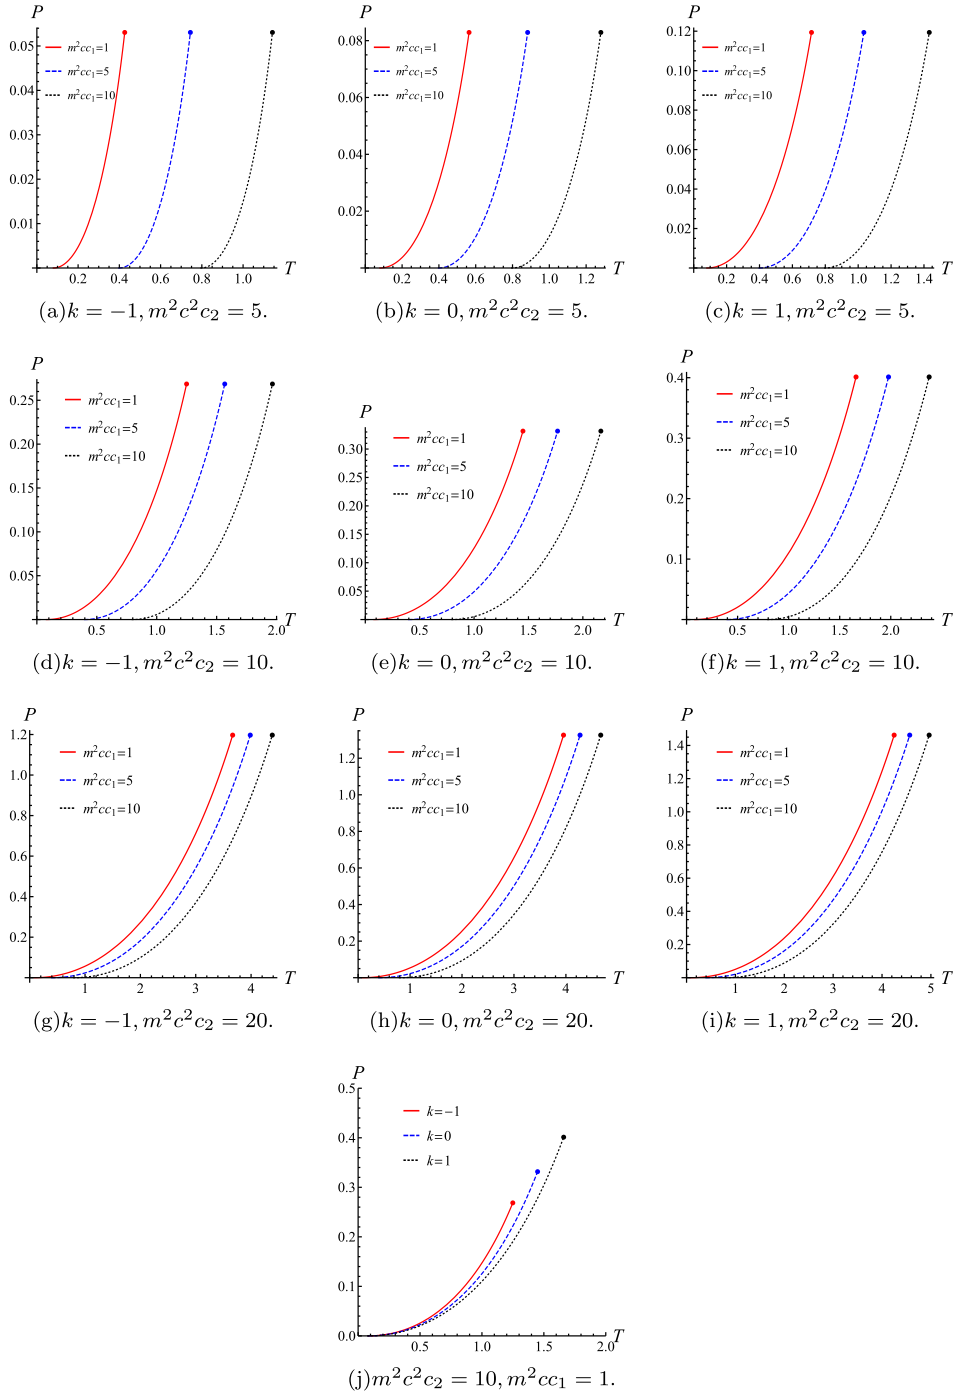 P P P
0.05 0.04 0.03 0.02 0.01
m²cc₁=1
m²cc₁=5
m²cc₁=10
0.2 0.4 0.6 0.8 1.0 T
0.08 0.06 0.04 0.02
m²cc₁=1
m²cc₁=5
m²cc₁=10
0.2 0.4 0.6 0.8 1.0 1.2 T
0.12 0.10 0.08 0.06 0.04 0.02
m²cc₁=1
m²cc₁=5
m²cc₁=10
0.2 0.4 0.6 0.8 1.0 1.2 1.4 T
(a)k = −1, m²c²c₂ = 5. (b)k = 0, m²c²c₂ = 5. (c)k = 1, m²c²c₂ = 5.
P P P
0.25 0.20 0.15 0.10 0.05
m²cc₁=1
m²cc₁=5
m²cc₁=10
0.5 1.0 1.5 2.0 T
0.30 0.25 0.20 0.15 0.10 0.05
m²cc₁=1
m²cc₁=5
m²cc₁=10
0.5 1.0 1.5 2.0 T
0.4 0.3 0.2 0.1
m²cc₁=1
m²cc₁=5
m²cc₁=10
0.5 1.0 1.5 2.0 T
(d)k = −1, m²c²c₂ = 10. (e)k = 0, m²c²c₂ = 10. (f)k = 1, m²c²c₂ = 10.
P P P
1.2 1.0 0.8 0.6 0.4 0.2
m²cc₁=1
m²cc₁=5
m²cc₁=10
1 2 3 4 T
1.2 1.0 0.8 0.6 0.4 0.2
m²cc₁=1
m²cc₁=5
m²cc₁=10
1 2 3 4 T
1.4 1.2 1.0 0.8 0.6 0.4 0.2
m²cc₁=1
m²cc₁=5
m²cc₁=10
1 2 3 4 5 T
(g)k = −1, m²c²c₂ = 20. (h)k = 0, m²c²c₂ = 20. (i)k = 1, m²c²c₂ = 20.
P
0.5 0.4 0.3 0.2 0.1 0.0
k=−1
k=0
k=1
0.5 1.0 1.5 2.0 T
(j)m²c²c₂ = 10, m²cc₁ = 1.